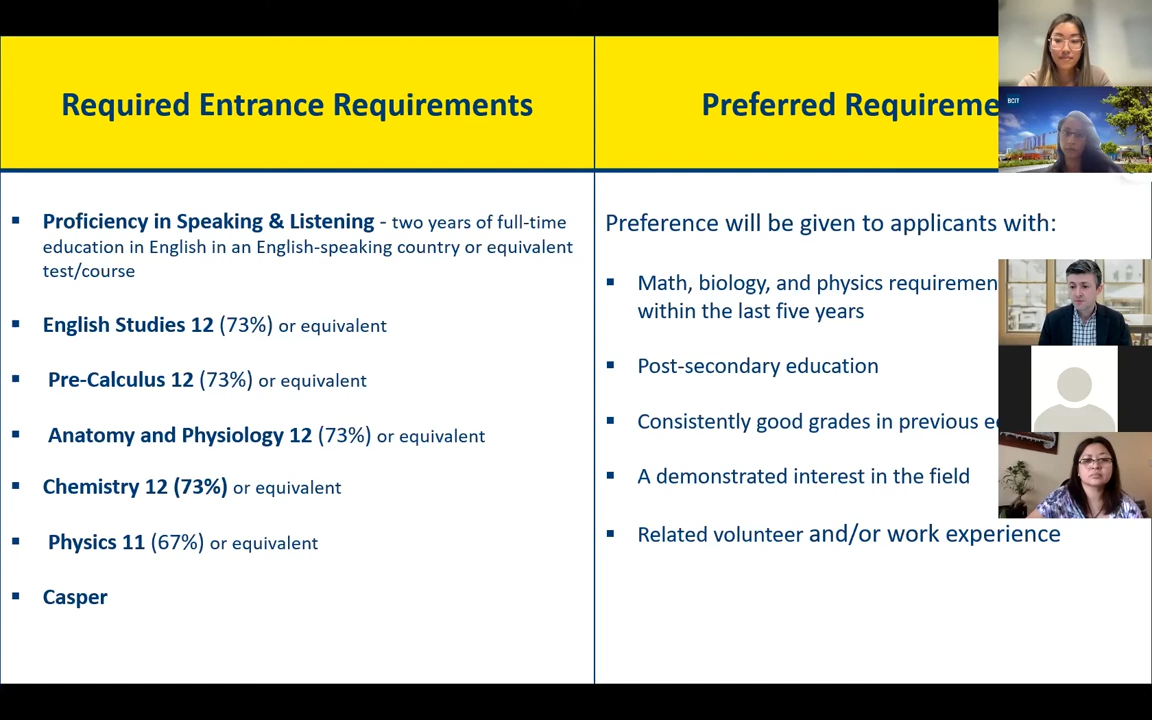 Required Entrance Requirements
Preferred
▪ Proficiency in Speaking & Listening - two years of full-time
education in English in an English-speaking country or equivalent
test/course
▪ English Studies 12 (73%) or equivalent
▪ Pre-Calculus 12 (73%) or equivalent
▪ Anatomy and Physiology 12 (73%) or equivalent
▪ Chemistry 12 (73%) or equivalent
▪ Physics 11 (67%) or equivalent
▪ Casper
Preference will be given to applicants with:
▪ Math, biology, and physics
within the last five years
▪ Post-secondary education
▪ Consistently good grades in previous
▪ A demonstrated interest in the field
▪ Related volunteer and/or work experience
BCIT